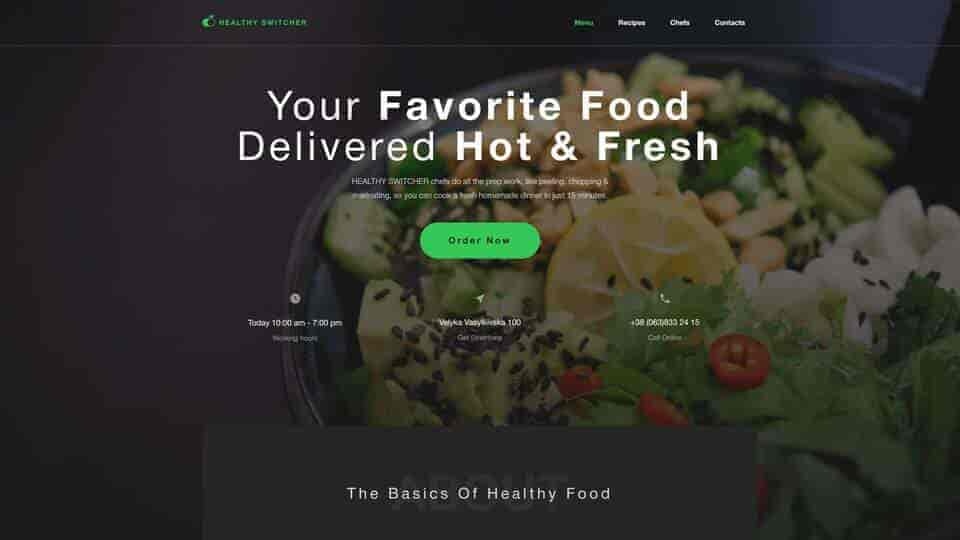 HEALTHY SWITCHER
Menu Recipes Chefs Contacts
Your Favorite Food
Delivered Hot & Fresh
HEALTHY SWITCHER chefs do all the prep work, like peeling, chopping &
marinating, so you can cook a fresh homemade dinner in just 15 minutes.
Order Now
Today 10:00 am - 7:00 pm
Working hours
Velyka Vasylkivska 100
Get Directions
+38 (063)833 24 15
Call Online
ABOUT
The Basics Of Healthy Food